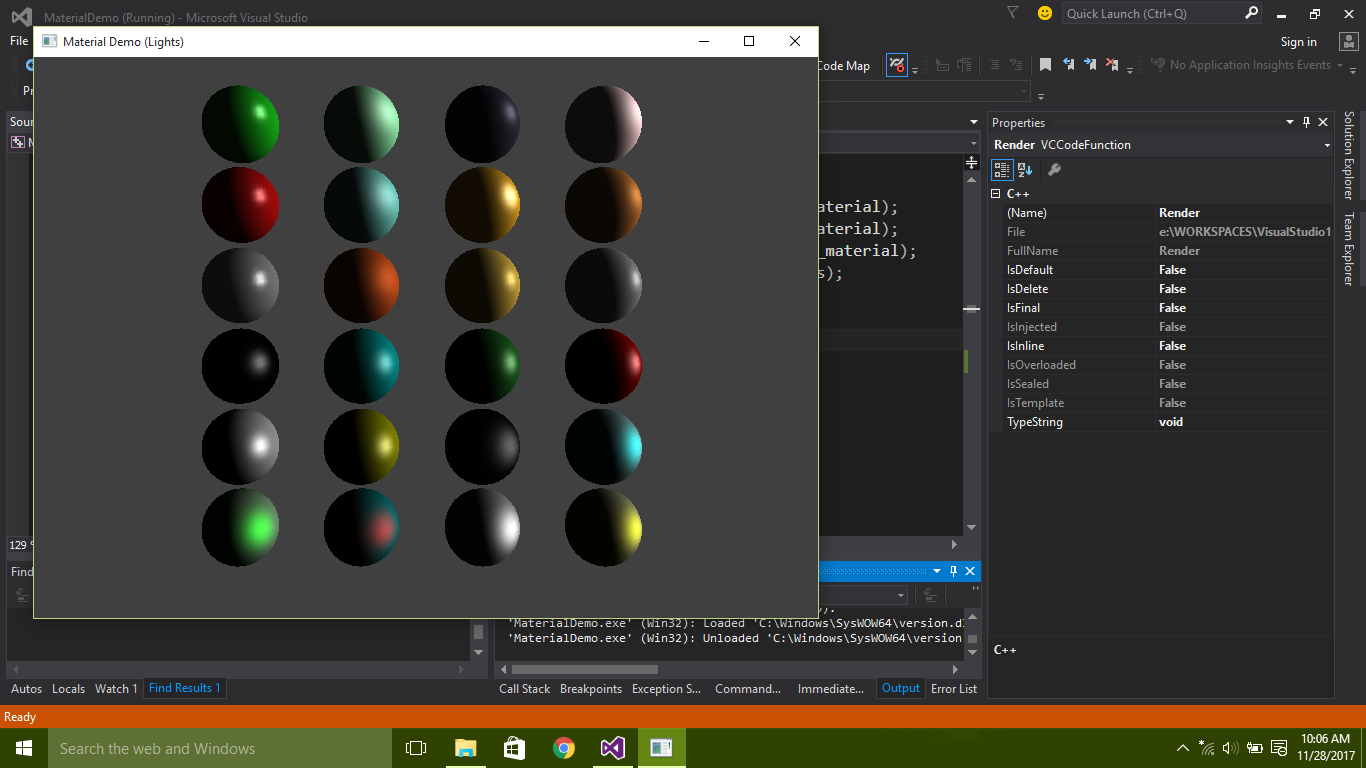 MaterialDemo (Running) - Microsoft Visual Studio
Quick Launch (Ctrl+Q)
File
Sign in
Material Demo (Lights)
Code Map
No Application Insights Events
Solution Explorer
Team Explorer
Properties
Render VCCodeFunction
C++
(Name) Render
File e:\WORKSPACES\VisualStudio1
FullName Render
IsDefault False
IsDelete False
IsFinal False
IsInjected False
IsInline False
IsOverloaded False
IsSealed False
IsTemplate False
TypeString void
C++
aterial);
aterial);
_material);
s);
129 %
Find
'MaterialDemo.exe' (Win32): Loaded 'C:\Windows\SysWOW64\version.d
'MaterialDemo.exe' (Win32): Unloaded 'C:\Windows\SysWOW64\version
Autos Locals Watch 1 Find Results 1
Call Stack Breakpoints Exception S... Command... Immediate... Output Error List
Ready
Search the web and Windows
10:06 AM
11/28/2017